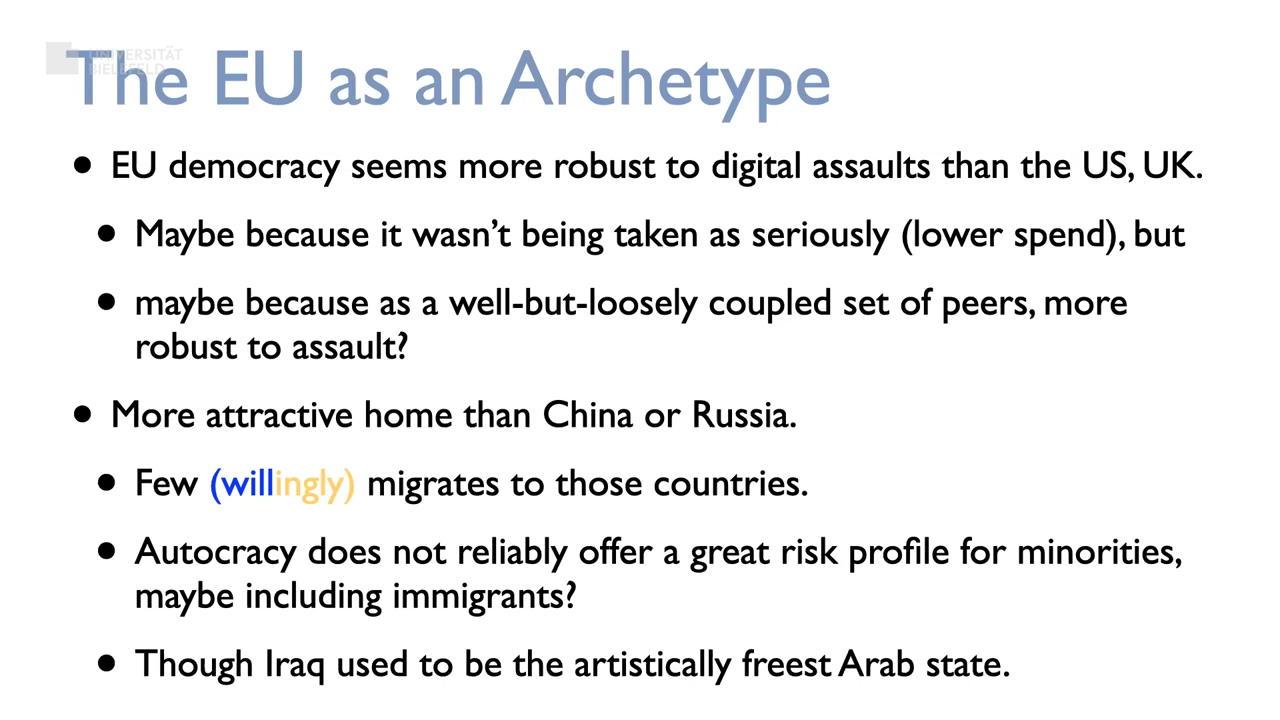 UNIVERSITÄT
BIELEFELD
The EU as an Archetype
• EU democracy seems more robust to digital assaults than the US, UK.
• Maybe because it wasn't being taken as seriously (lower spend), but
• maybe because as a well-but-loosely coupled set of peers, more
robust to assault?
• More attractive home than China or Russia.
• Few (willingly) migrates to those countries.
• Autocracy does not reliably offer a great risk profile for minorities,
maybe including immigrants?
• Though Iraq used to be the artistically freest Arab state.